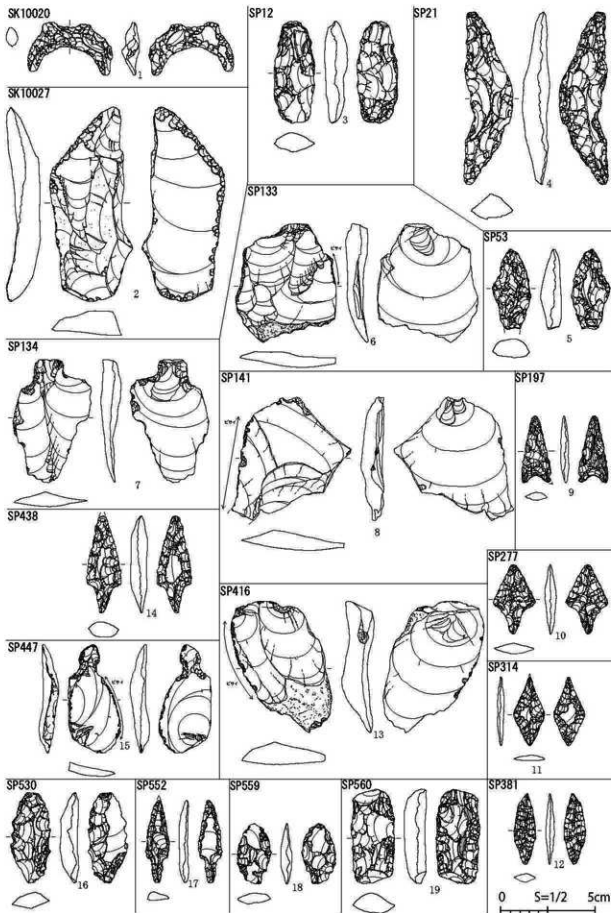 SK10020
1
SP12
3
SP21
4
SK10027
2
SP133
6
SP53
5
SP134
7
SP141
8
SP197
9
SP438
14
SP277
10
SP416
13
SP447
15
SP314
11
SP530
16
SP552
17
SP559
18
SP560
19
SP381
12
0 S=1/2 5cm